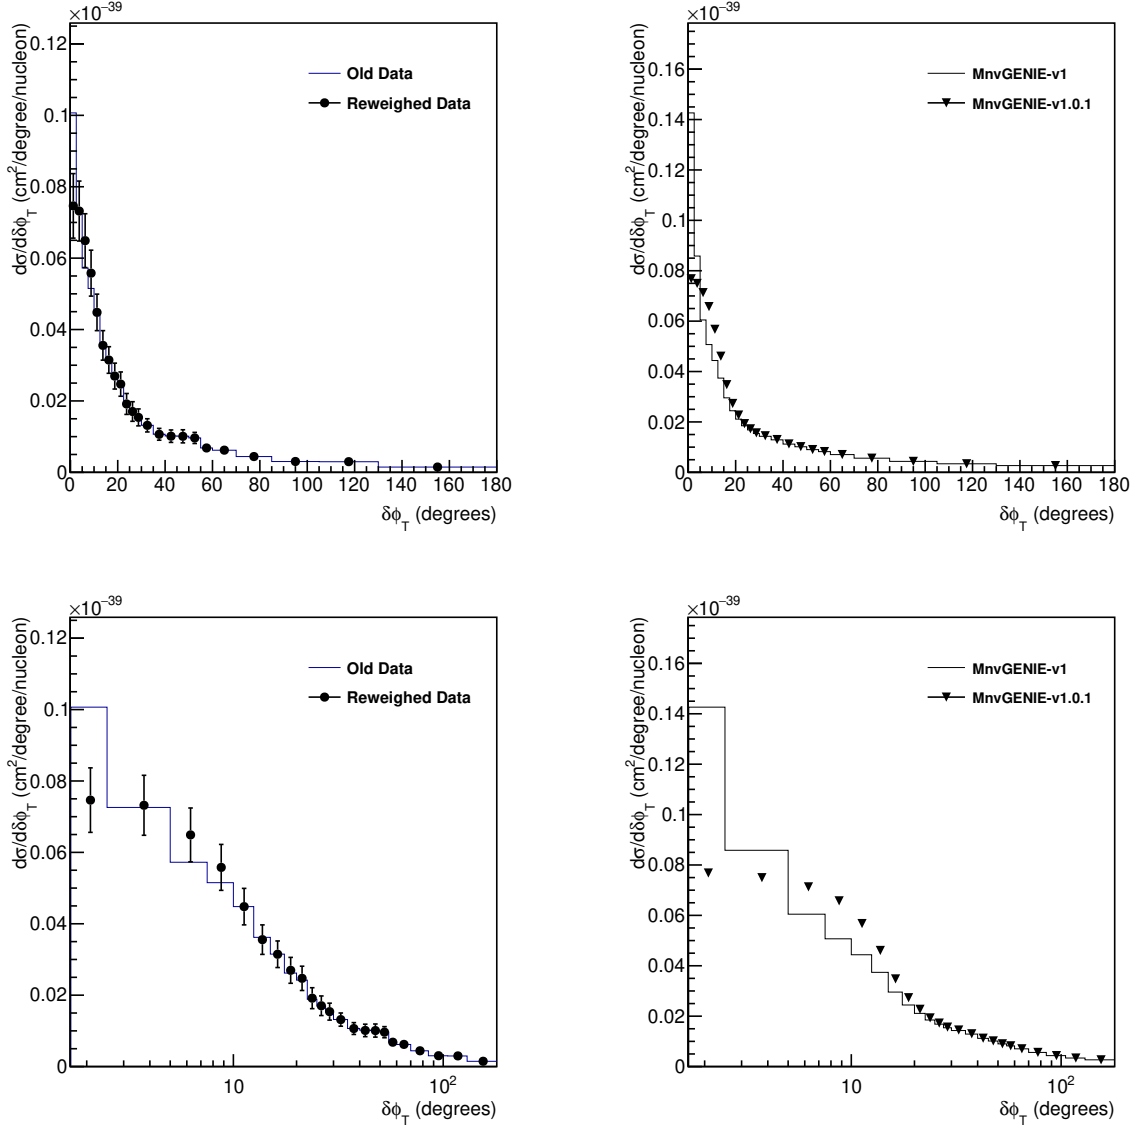 ×10⁻³⁹
dσ/dδϕ_T (cm²/degree/nucleon)
0.12
0.1
0.08
0.06
0.04
0.02
0
Old Data
Reweighed Data
0 20 40 60 80 100 120 140 160 180
δϕ_T (degrees)
×10⁻³⁹
dσ/dδϕ_T (cm²/degree/nucleon)
0.16
0.14
0.12
0.1
0.08
0.06
0.04
0.02
0
MnvGENIE-v1
MnvGENIE-v1.0.1
0 20 40 60 80 100 120 140 160 180
δϕ_T (degrees)
×10⁻³⁹
dσ/dδϕ_T (cm²/degree/nucleon)
0.12
0.1
0.08
0.06
0.04
0.02
0
Old Data
Reweighed Data
10 10²
δϕ_T (degrees)
×10⁻³⁹
dσ/dδϕ_T (cm²/degree/nucleon)
0.16
0.14
0.12
0.1
0.08
0.06
0.04
0.02
0
MnvGENIE-v1
MnvGENIE-v1.0.1
10 10²
δϕ_T (degrees)